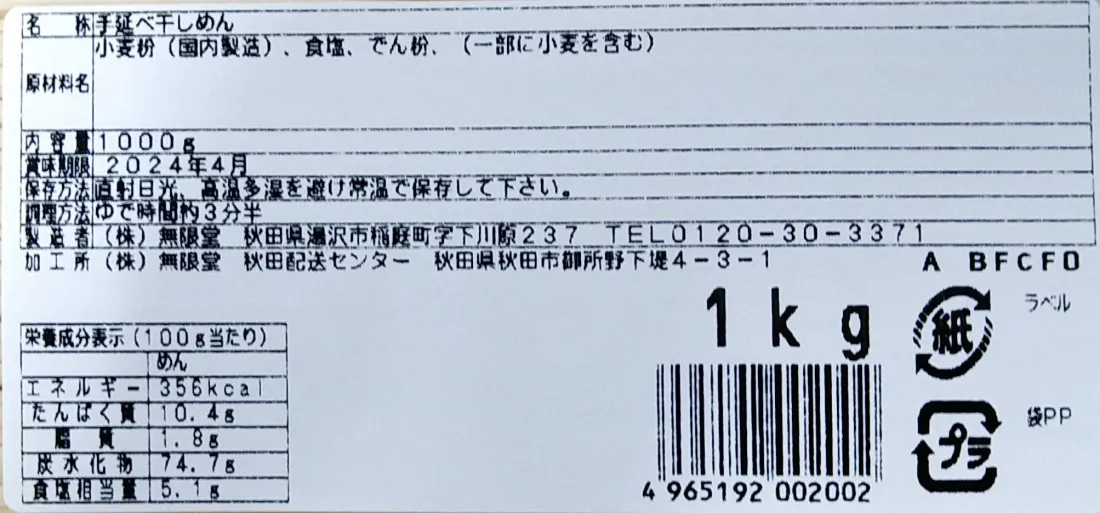 名称 手延べ干しめん
原材料名 小麦粉（国内製造）、食塩、でん粉、（一部に小麦を含む）
内容量 1000g
賞味期限 2024年4月
保存方法 直射日光、高温多湿を避け常温で保存して下さい。
調理方法 ゆで時間約3分半
製造者 （株）無限堂 秋田県湯沢市稲庭町字下川原237 TEL0120-30-3371
加工所 （株）無限堂 秋田配送センター 秋田県秋田市御所野下堤4-3-1
A BFCFO
1kg
紙 ラベル
栄養成分表示（100g当たり）
めん
エネルギー 356kcal
たんぱく質 10.4g
脂質 1.8g
炭水化物 74.7g
食塩相当量 5.1g
プラ 袋PP
4 965192 002002